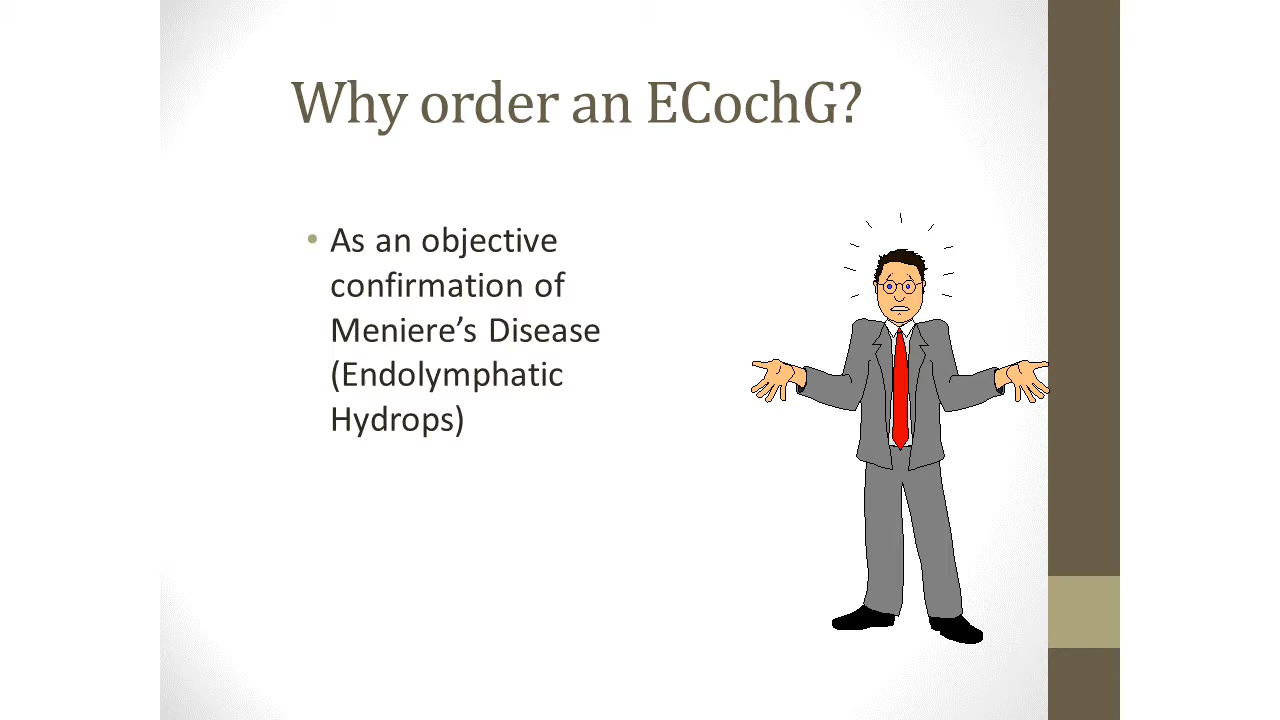 Why order an ECochG?
• As an objective
confirmation of
Meniere’s Disease
(Endolymphatic
Hydrops)